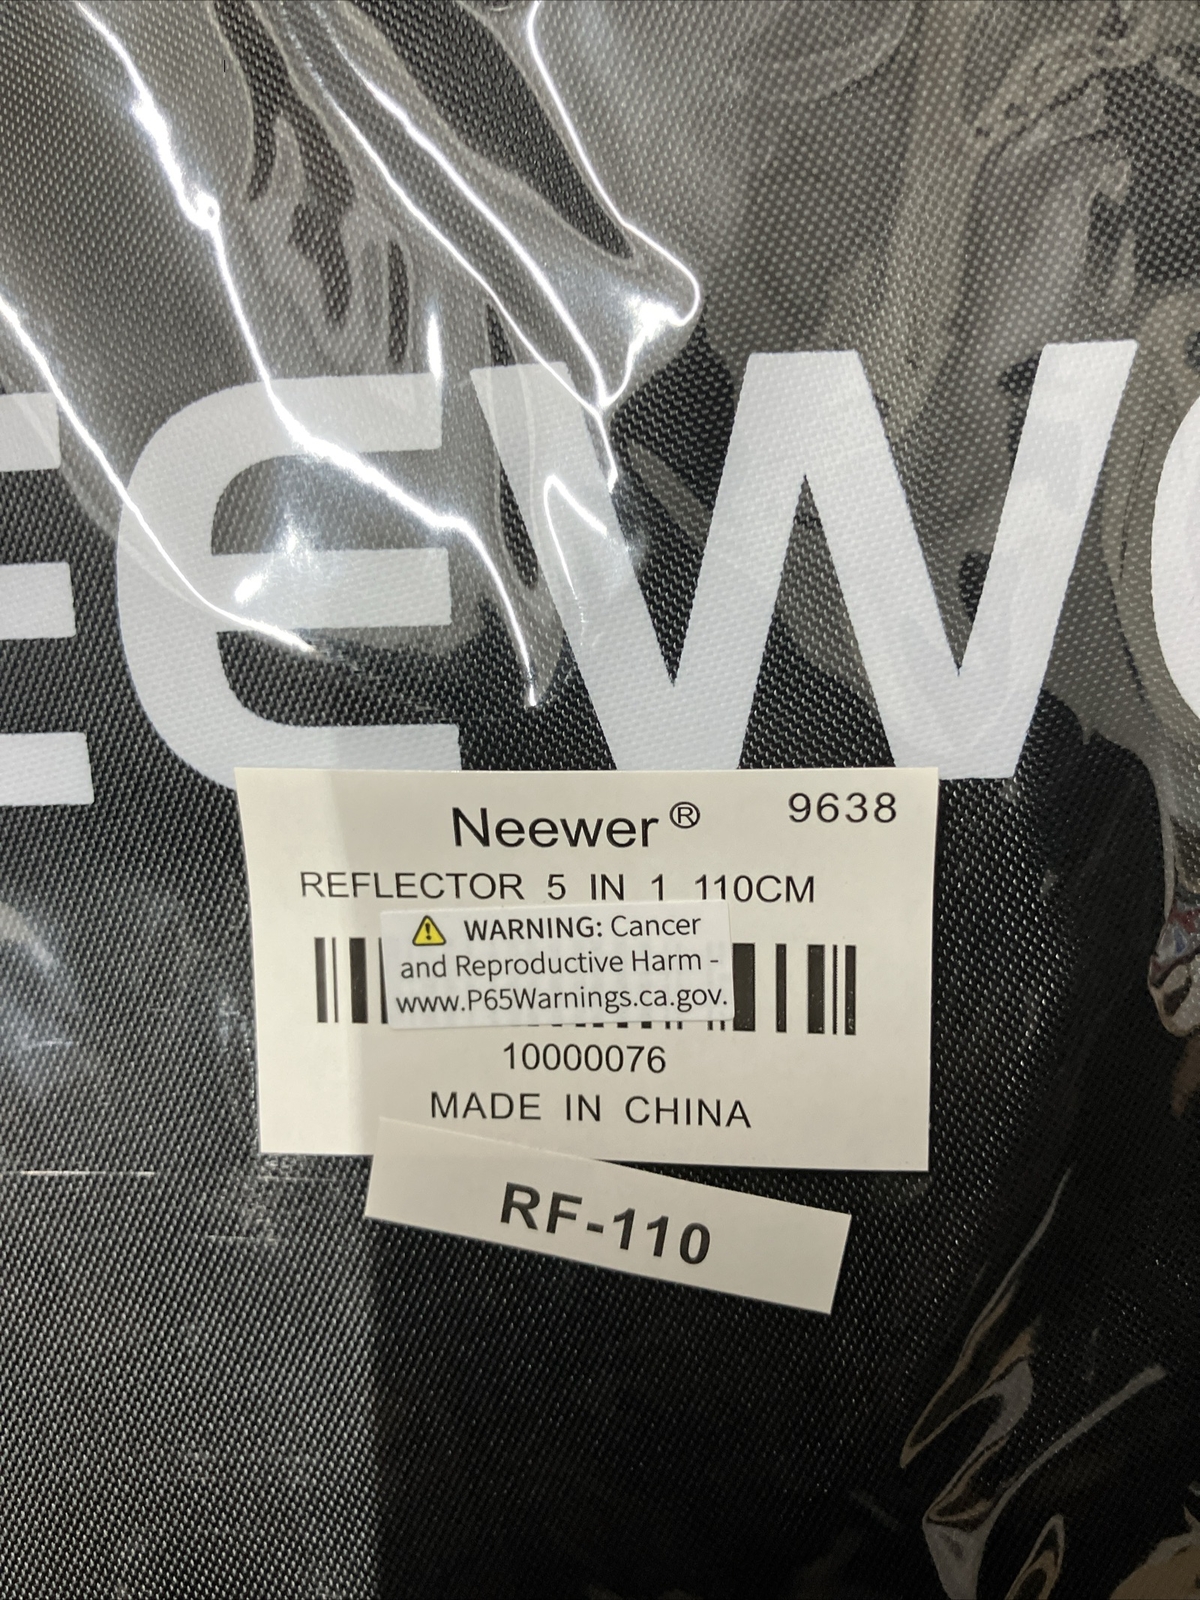 EEW
Neewer® 9638
REFLECTOR 5 IN 1 110CM
⚠ WARNING: Cancer
and Reproductive Harm -
www.P65Warnings.ca.gov.
10000076
MADE IN CHINA
RF-110